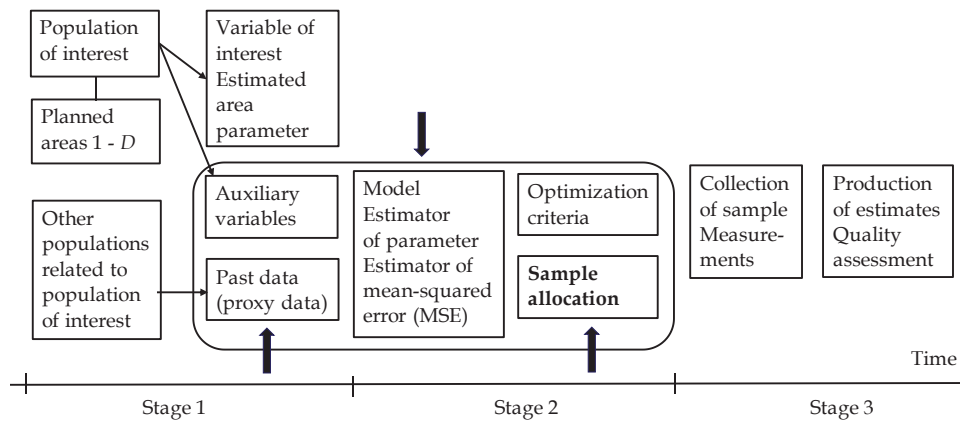 Population
of interest
Planned
areas 1 - D
Other
populations
related to
population
of interest
Variable of
interest
Estimated
area
parameter
Auxiliary
variables
Past data
(proxy data)
Model
Estimator
of parameter
Estimator of
mean-squared
error (MSE)
Optimization
criteria
Sample
allocation
Collection
of sample
Measure-
ments
Production
of estimates
Quality
assessment
Time
Stage 1
Stage 2
Stage 3